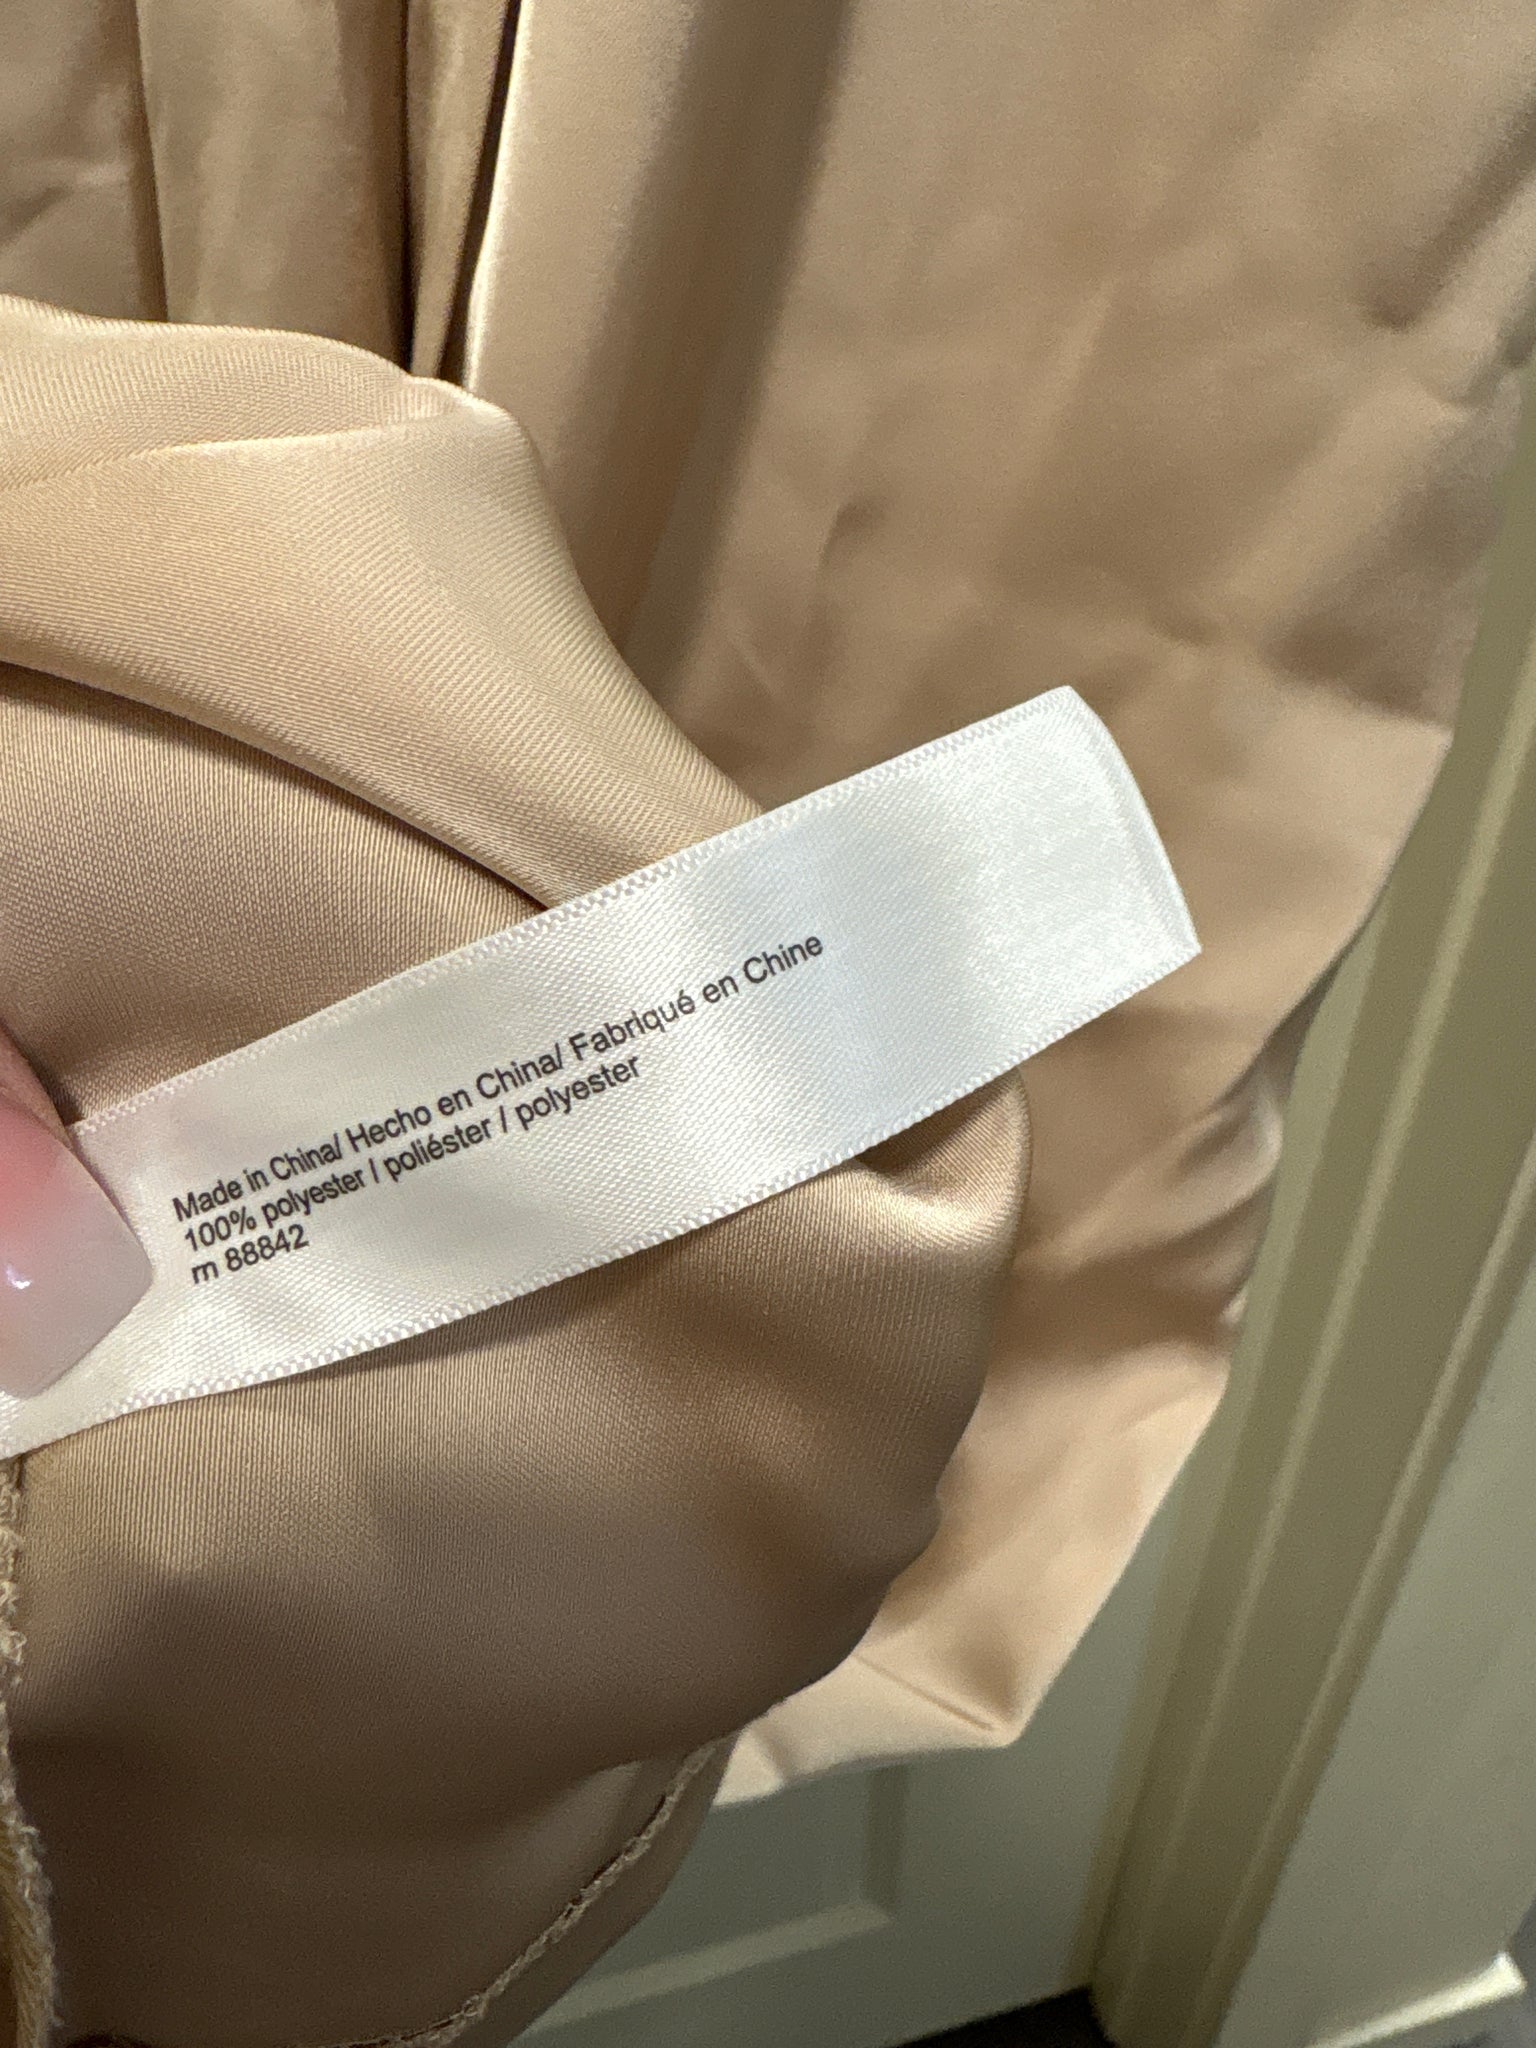 Made in China/ Hecho en China/ Fabriqué en Chine
100% polyester / poliéster / polyester
rn 88842